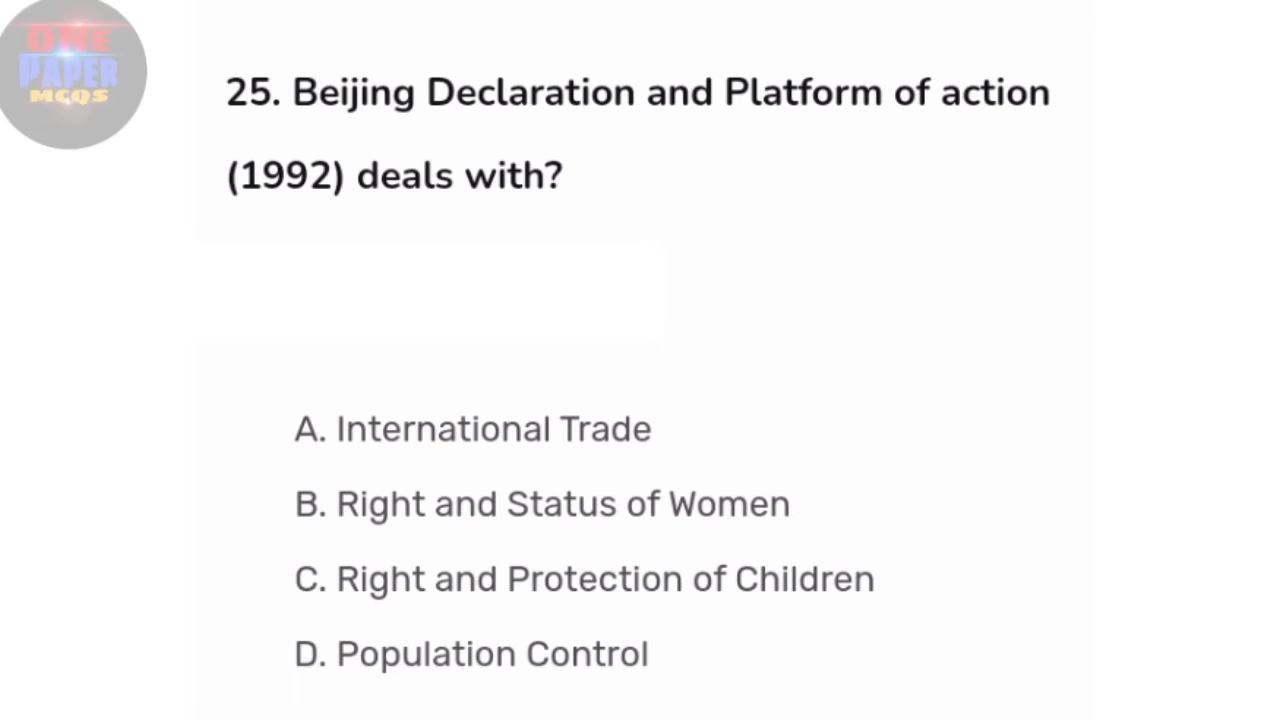 ONE
PAPER
MCQS
25. Beijing Declaration and Platform of action
(1992) deals with?
A. International Trade
B. Right and Status of Women
C. Right and Protection of Children
D. Population Control